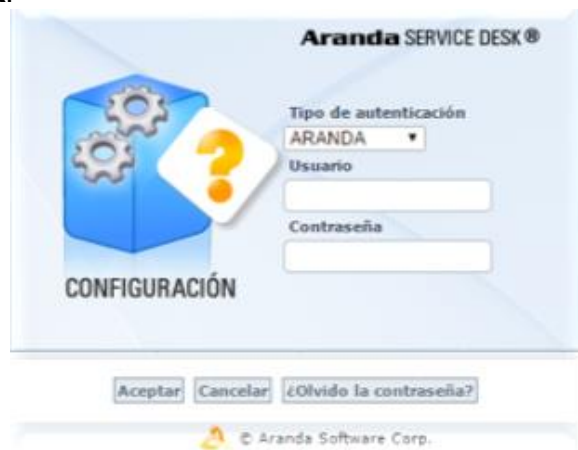 Aranda SERVICE DESK ®
Tipo de autenticación
ARANDA
Usuario
Contraseña
CONFIGURACIÓN
Aceptar Cancelar ¿Olvido la contraseña?
© Aranda Software Corp.